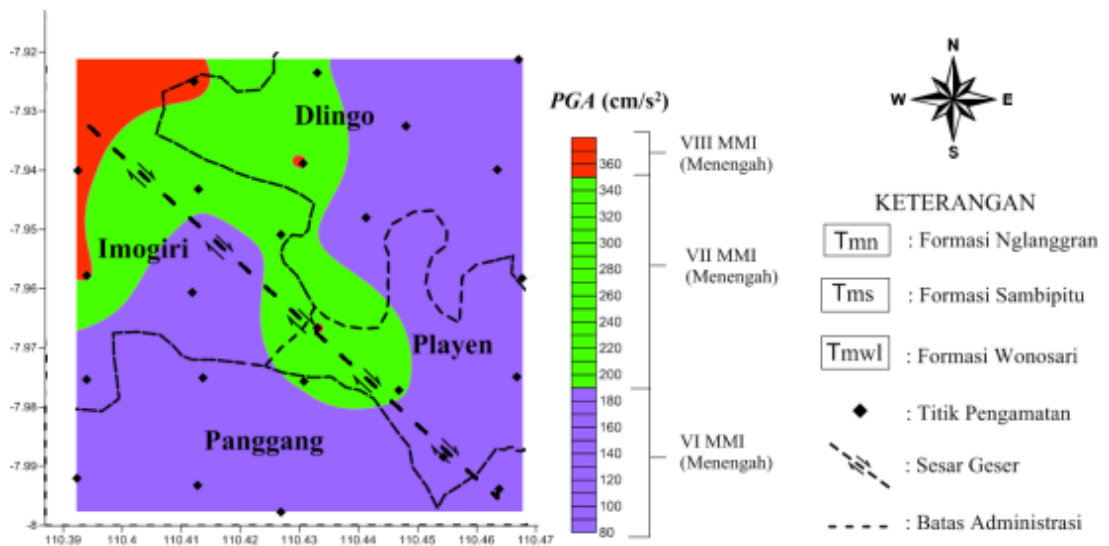 -7.92
-7.93
-7.94
-7.95
-7.96
-7.97
-7.98
-7.99
-8
110.39
110.4
110.41
110.42
110.43
110.44
110.45
110.46
110.47
Dlingo
Imogiri
Playen
Panggang
PGA (cm/s²)
360
340
320
300
280
260
240
220
200
180
160
140
120
100
80
VIII MMI
(Menengah)
VII MMI
(Menengah)
VI MMI
(Menengah)
N
W
E
S
KETERANGAN
Tmn : Formasi Nglanggran
Tms : Formasi Sambipitu
Tmwl : Formasi Wonosari
: Titik Pengamatan
: Sesar Geser
: Batas Administrasi